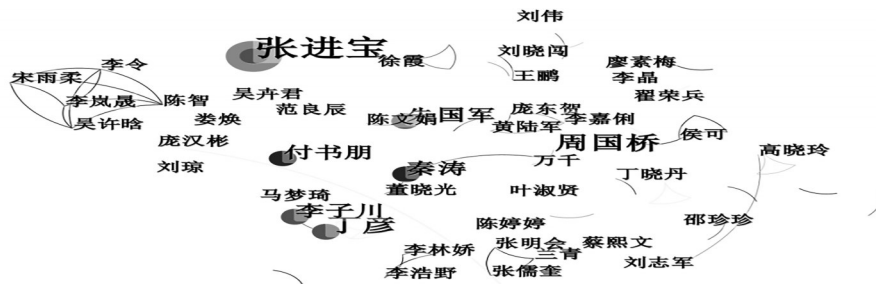 刘伟
张进宝
刘晓闯
徐霞
李令
廖素梅
宋雨柔
王鹏
李晶
吴卉君
翟荣兵
李岚晟
陈智
范良辰
庞东贺
陈文娟
国军
娄焕
李嘉俐
吴许晗
黄陆军
侯可
庞汉彬
周国桥
付书朋
高晓玲
万千
刘琼
秦涛
丁晓丹
马梦琦
董晓光
叶淑贤
李子川
陈婷婷
邵珍珍
丁彦
张明会
蔡熙文
李林娇
兰青
刘志军
李浩野
张儒奎